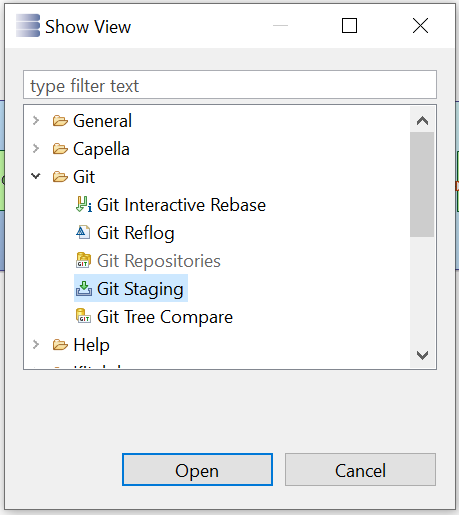 Show View
type filter text
General
Capella
Git
Git Interactive Rebase
Git Reflog
Git Repositories
Git Staging
Git Tree Compare
Help
Open
Cancel